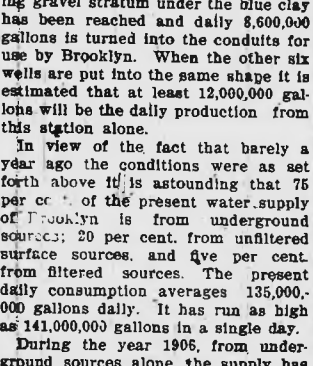 ing gravel stratum under the blue clay
has been reached and daily 8,600,000
gallons is turned into the conduits for
use by Brooklyn. When the other six
wells are put into the same shape it is
estimated that at least 12,000,000 gal-
lons will be the daily production from
this station alone.
In view of the fact that barely a
year ago the conditions were as set
forth above it is astounding that 75
per ce . of the present water supply
of Brooklyn is from underground
sources; 20 per cent. from unfiltered
surface sources, and five per cent.
from filtered sources. The present
daily consumption averages 135,000,-
000 gallons daily. It has run as high
as 141,000,000 gallons in a single day.
During the year 1906, from under-
ground sources alone, the supply has